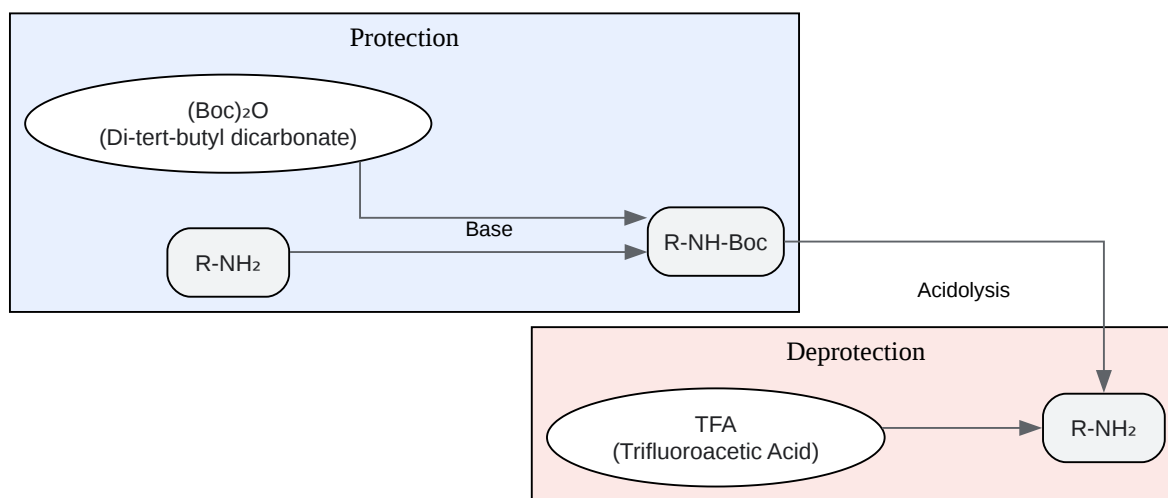 Protection
(Boc)₂O
(Di-tert-butyl dicarbonate)
Base
R-NH₂
R-NH-Boc
Acidolysis
Deprotection
TFA
(Trifluoroacetic Acid)
R-NH₂